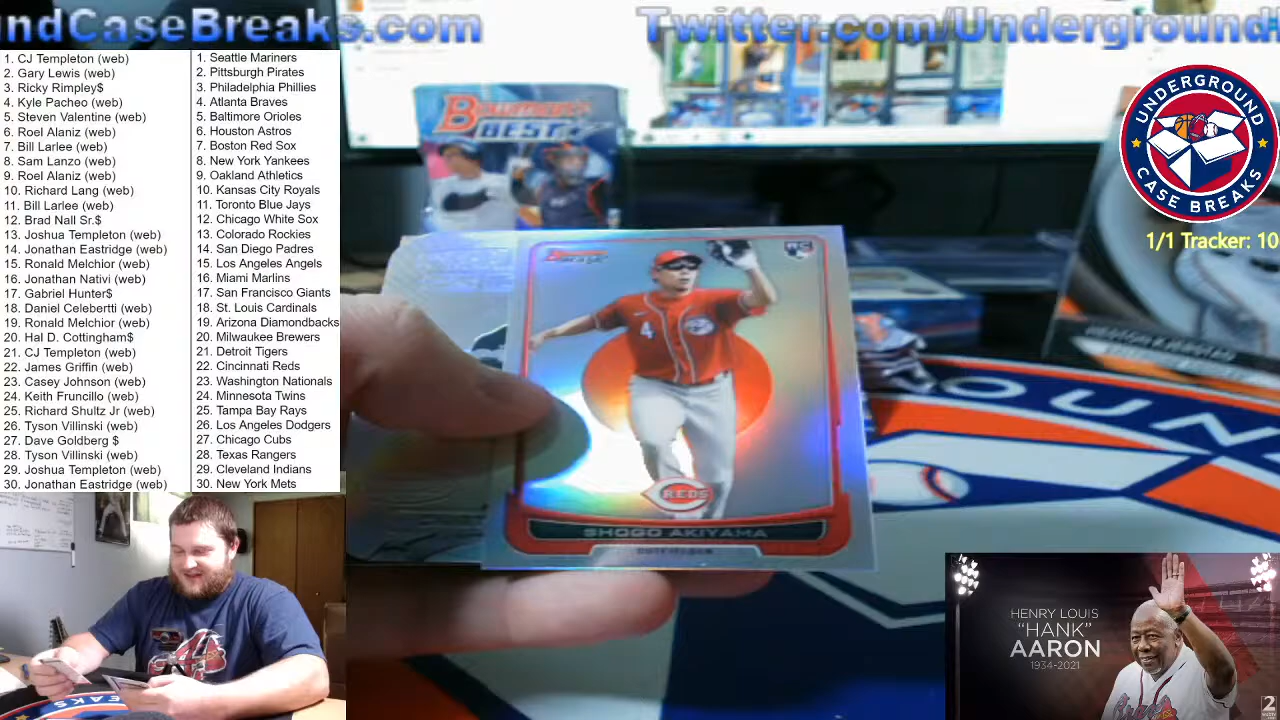 ndCaseBreaks.com
Twitter.com/Underground
1. CJ Templeton (web)
2. Gary Lewis (web)
3. Ricky Rimpley$
4. Kyle Pacheo (web)
5. Steven Valentine (web)
6. Roel Alaniz (web)
7. Bill Larlee (web)
8. Sam Lanzo (web)
9. Roel Alaniz (web)
10. Richard Lang (web)
11. Bill Larlee (web)
12. Brad Nall Sr.$
13. Joshua Templeton (web)
14. Jonathan Eastridge (web)
15. Ronald Melchior (web)
16. Jonathan Nativi (web)
17. Gabriel Hunter$
18. Daniel Celebertti (web)
19. Ronald Melchior (web)
20. Hal D. Cottingham$
21. CJ Templeton (web)
22. James Griffin (web)
23. Casey Johnson (web)
24. Keith Fruncillo (web)
25. Richard Shultz Jr (web)
26. Tyson Villinski (web)
27. Dave Goldberg $
28. Tyson Villinski (web)
29. Joshua Templeton (web)
30. Jonathan Eastridge (web)
1. Seattle Mariners
2. Pittsburgh Pirates
3. Philadelphia Phillies
4. Atlanta Braves
5. Baltimore Orioles
6. Houston Astros
7. Boston Red Sox
8. New York Yankees
9. Oakland Athletics
10. Kansas City Royals
11. Toronto Blue Jays
12. Chicago White Sox
13. Colorado Rockies
14. San Diego Padres
15. Los Angeles Angels
16. Miami Marlins
17. San Francisco Giants
18. St. Louis Cardinals
19. Arizona Diamondbacks
20. Milwaukee Brewers
21. Detroit Tigers
22. Cincinnati Reds
23. Washington Nationals
24. Minnesota Twins
25. Tampa Bay Rays
26. Los Angeles Dodgers
27. Chicago Cubs
28. Texas Rangers
29. Cleveland Indians
30. New York Mets
BOWMAN'S
BEST
RC
4
REDS
SHOGO AKIYAMA
OUTFIELDER
UNDERGROUND
CASE BREAKS
1/1 Tracker: 10
OUN
BREAKS
HENRY LOUIS
"HANK"
AARON
1934-2021
Braves
2